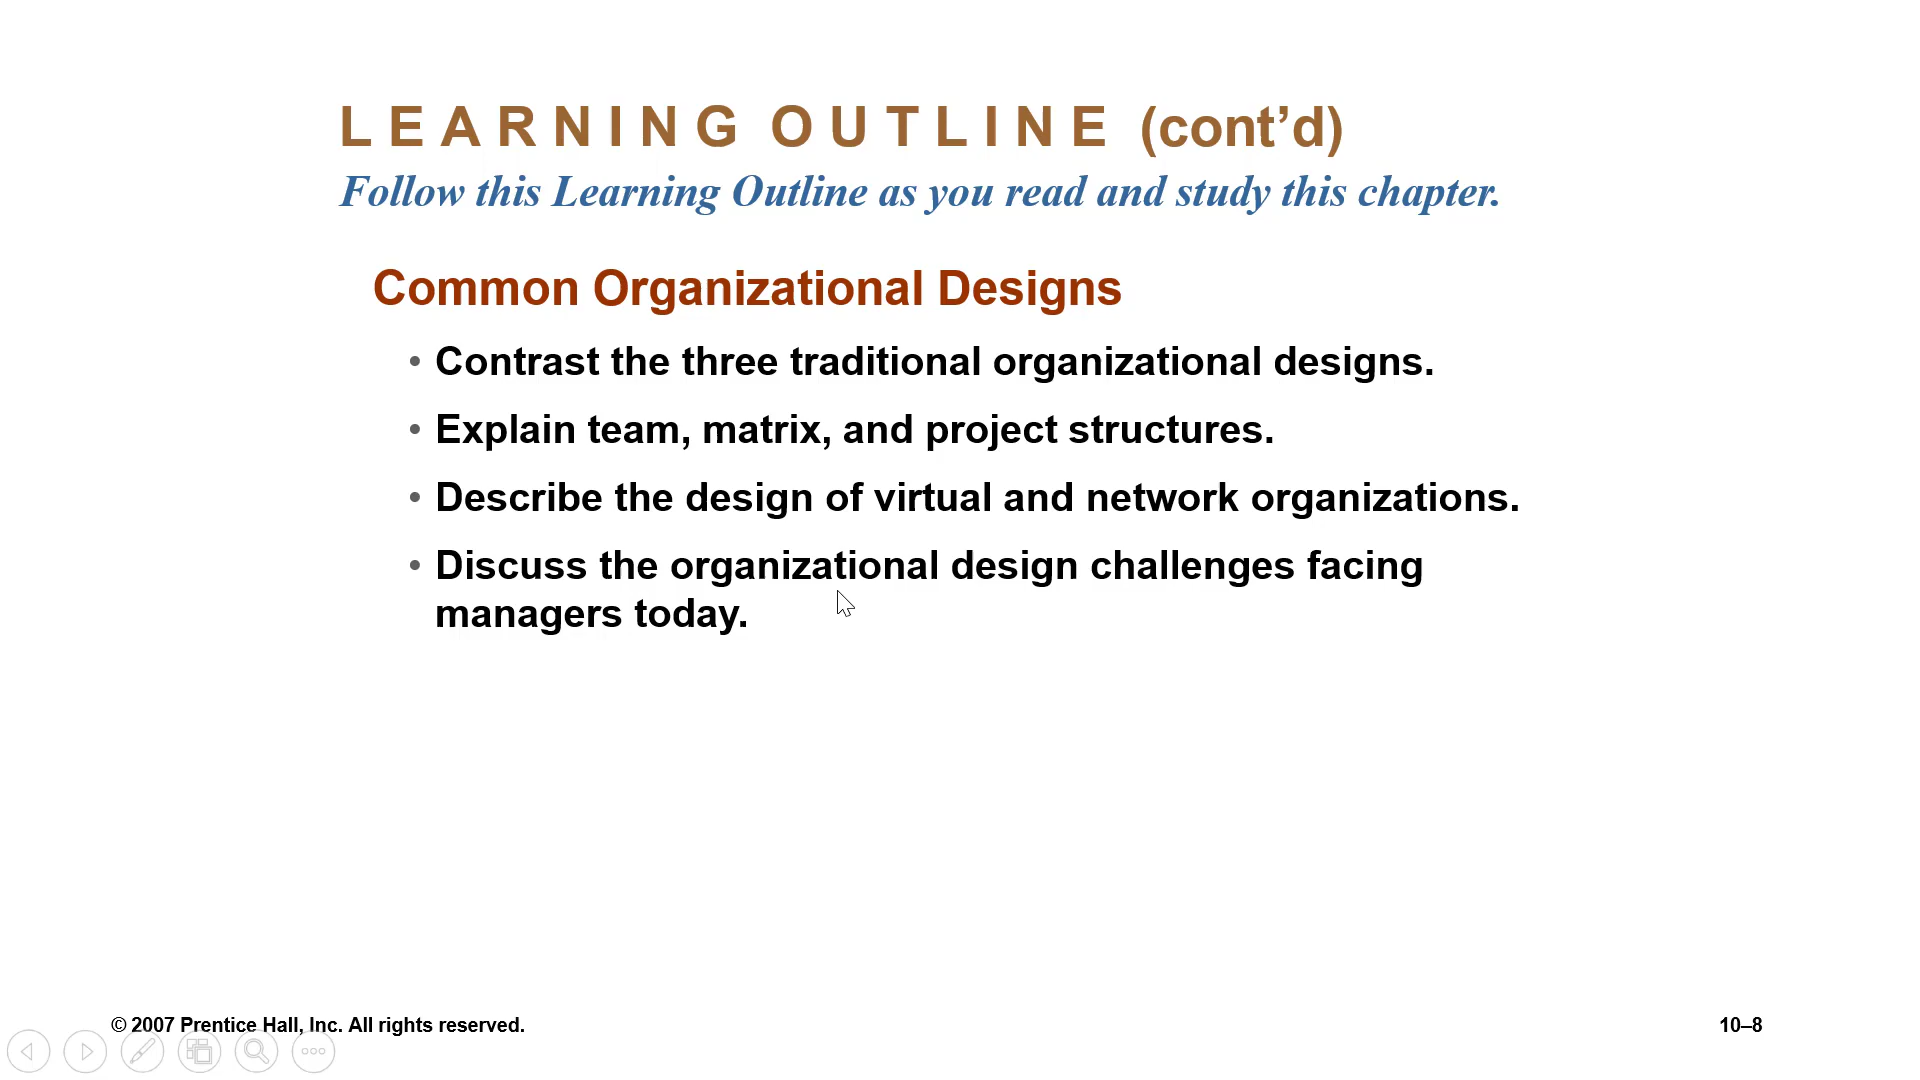 L E A R N I N G  O U T L I N E (cont’d)
Follow this Learning Outline as you read and study this chapter.
Common Organizational Designs
• Contrast the three traditional organizational designs.
• Explain team, matrix, and project structures.
• Describe the design of virtual and network organizations.
• Discuss the organizational design challenges facing
managers today.
© 2007 Prentice Hall, Inc. All rights reserved.
10–8